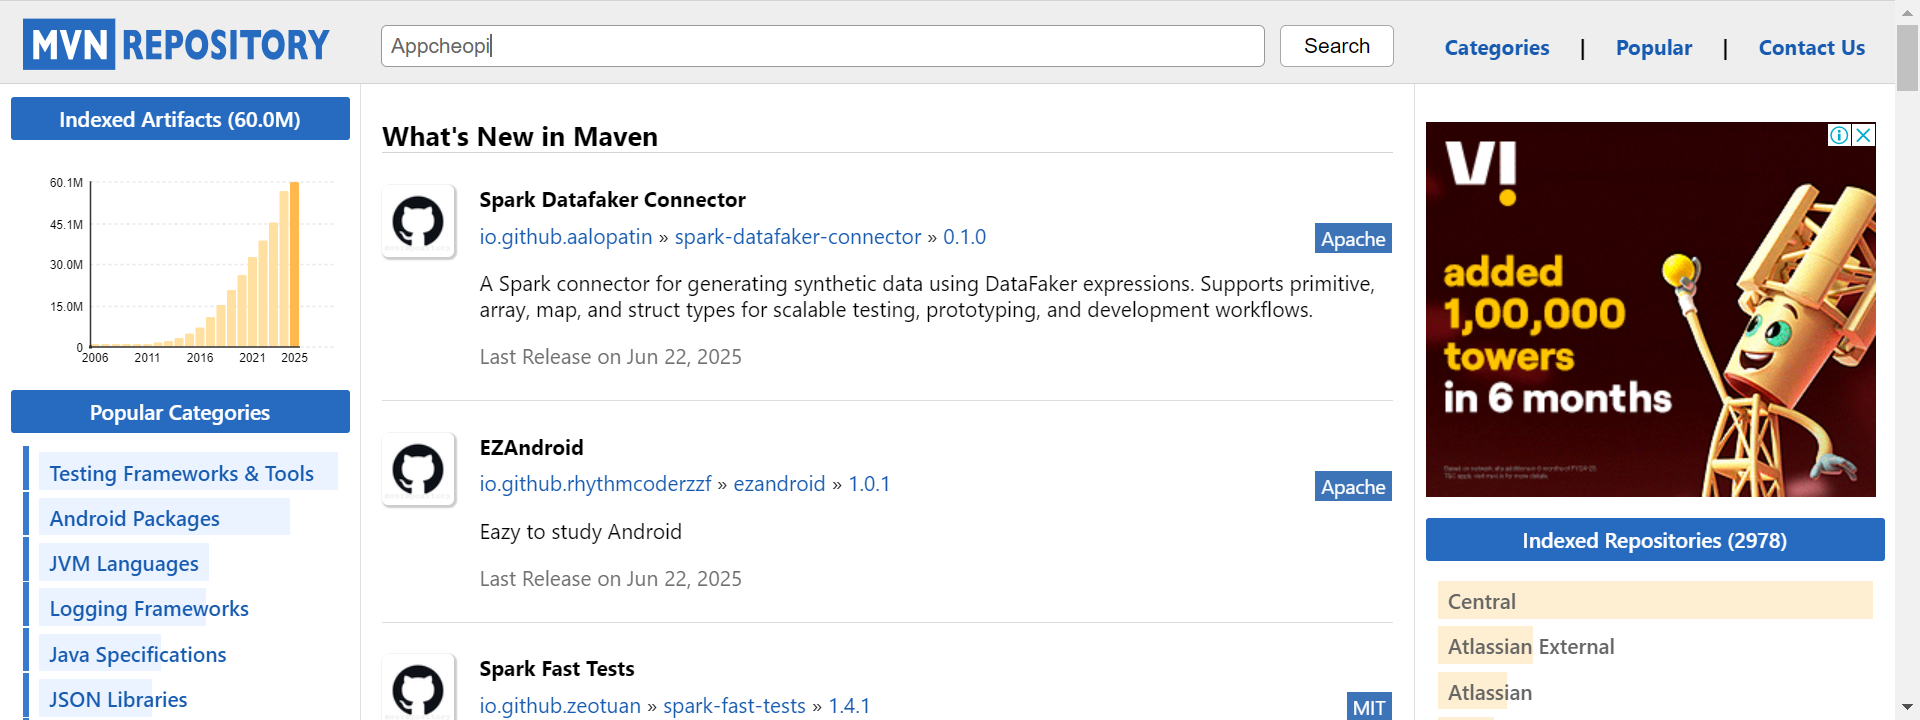 MVN REPOSITORY
Appcheopi
Search
Categories | Popular | Contact Us
Indexed Artifacts (60.0M)
60.1M
45.1M
30.0M
15.0M
0
2006 2011 2016 2021 2025
Popular Categories
Testing Frameworks & Tools
Android Packages
JVM Languages
Logging Frameworks
Java Specifications
JSON Libraries
What's New in Maven
Spark Datafaker Connector
io.github.aalopatin » spark-datafaker-connector » 0.1.0
Apache
A Spark connector for generating synthetic data using DataFaker expressions. Supports primitive,
array, map, and struct types for scalable testing, prototyping, and development workflows.
Last Release on Jun 22, 2025
EZAndroid
io.github.rhythmcoderzzf » ezandroid » 1.0.1
Apache
Eazy to study Android
Last Release on Jun 22, 2025
Spark Fast Tests
io.github.zeotuan » spark-fast-tests » 1.4.1
MIT
VI
added
1,00,000
towers
in 6 months
Indexed Repositories (2978)
Central
Atlassian External
Atlassian